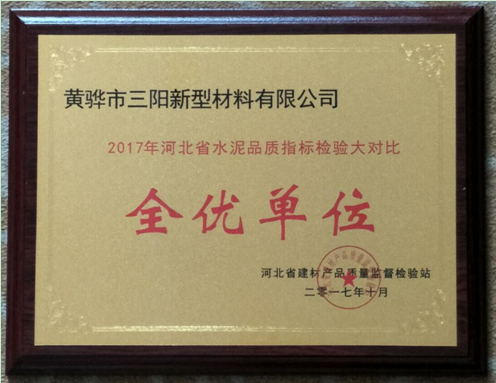 黄骅市三阳新型材料有限公司
2017年河北省水泥品质指标检验大对比
全优单位
河北省建材产品质量监督检验站
二零一七年十月